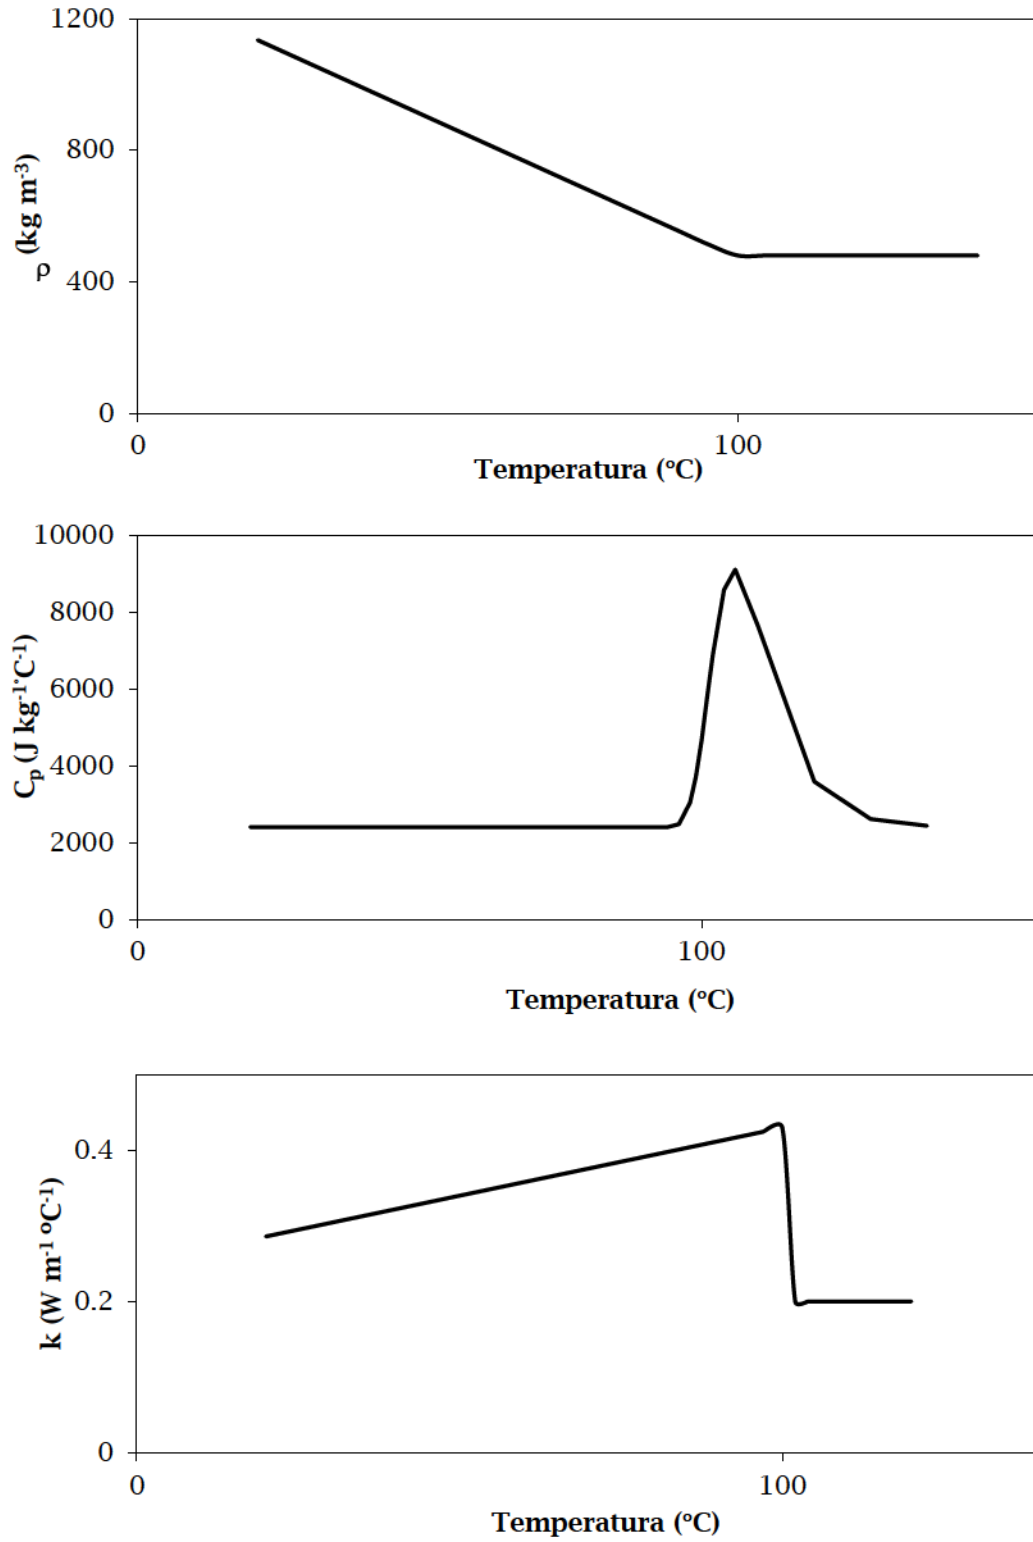 1200
800
400
0
ρ (kg m-3)
0 100
Temperatura (ºC)
10000
8000
6000
4000
2000
0
Cp (J kg-1°C-1)
0 100
Temperatura (ºC)
0.4
0.2
0
k (W m-1 ºC-1)
0 100
Temperatura (ºC)